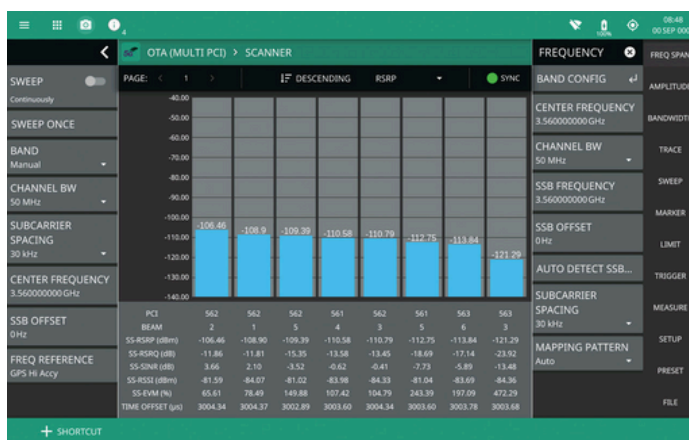 4
100%
08:48
00 SEP 000
OTA (MULTI PCI) > SCANNER
FREQUENCY
FREQ SPAN
SWEEP
Continuously
PAGE: < 1 >
DESCENDING
RSRP
SYNC
BAND CONFIG
AMPLITUDE
SWEEP ONCE
CENTER FREQUENCY
3.560000000 GHz
BANDWIDTH
BAND
Manual
CHANNEL BW
50 MHz
TRACE
CHANNEL BW
50 MHz
SSB FREQUENCY
3.560000000 GHz
SWEEP
SUBCARRIER
SPACING
30 kHz
SSB OFFSET
0 Hz
MARKER
LIMIT
CENTER FREQUENCY
3.560000000 GHz
AUTO DETECT SSB...
TRIGGER
SSB OFFSET
0 Hz
SUBCARRIER
SPACING
30 kHz
MEASURE
FREQ REFERENCE
GPS Hi Accy
MAPPING PATTERN
Auto
SETUP
PRESET
FILE
-40.00
-50.00
-60.00
-70.00
-80.00
-90.00
-100.00
-110.00
-120.00
-130.00
-140.00
-106.46 -108.9 -109.39 -110.58 -110.79 -112.75 -113.84 -121.29
PCI 562 562 562 561 562 561 563 563
BEAM 2 1 5 4 3 5 6 3
SS-RSRP (dBm) -106.46 -108.90 -109.39 -110.58 -110.79 -112.75 -113.84 -121.29
SS-RSRQ (dB) -11.86 -11.81 -15.35 -13.58 -13.45 -18.69 -17.14 -23.92
SS-SINR (dB) 3.66 2.10 -3.52 -0.62 -0.41 -7.73 -5.89 -13.48
SS-RSSI (dBm) -81.59 -84.07 -81.02 -83.98 -84.33 -81.04 -83.69 -84.36
SS-EVM (%) 65.61 78.49 149.88 107.42 104.79 243.39 197.09 472.29
TIME OFFSET (µs) 3004.34 3004.37 3002.89 3003.60 3004.34 3003.60 3003.78 3003.68
+ SHORTCUT